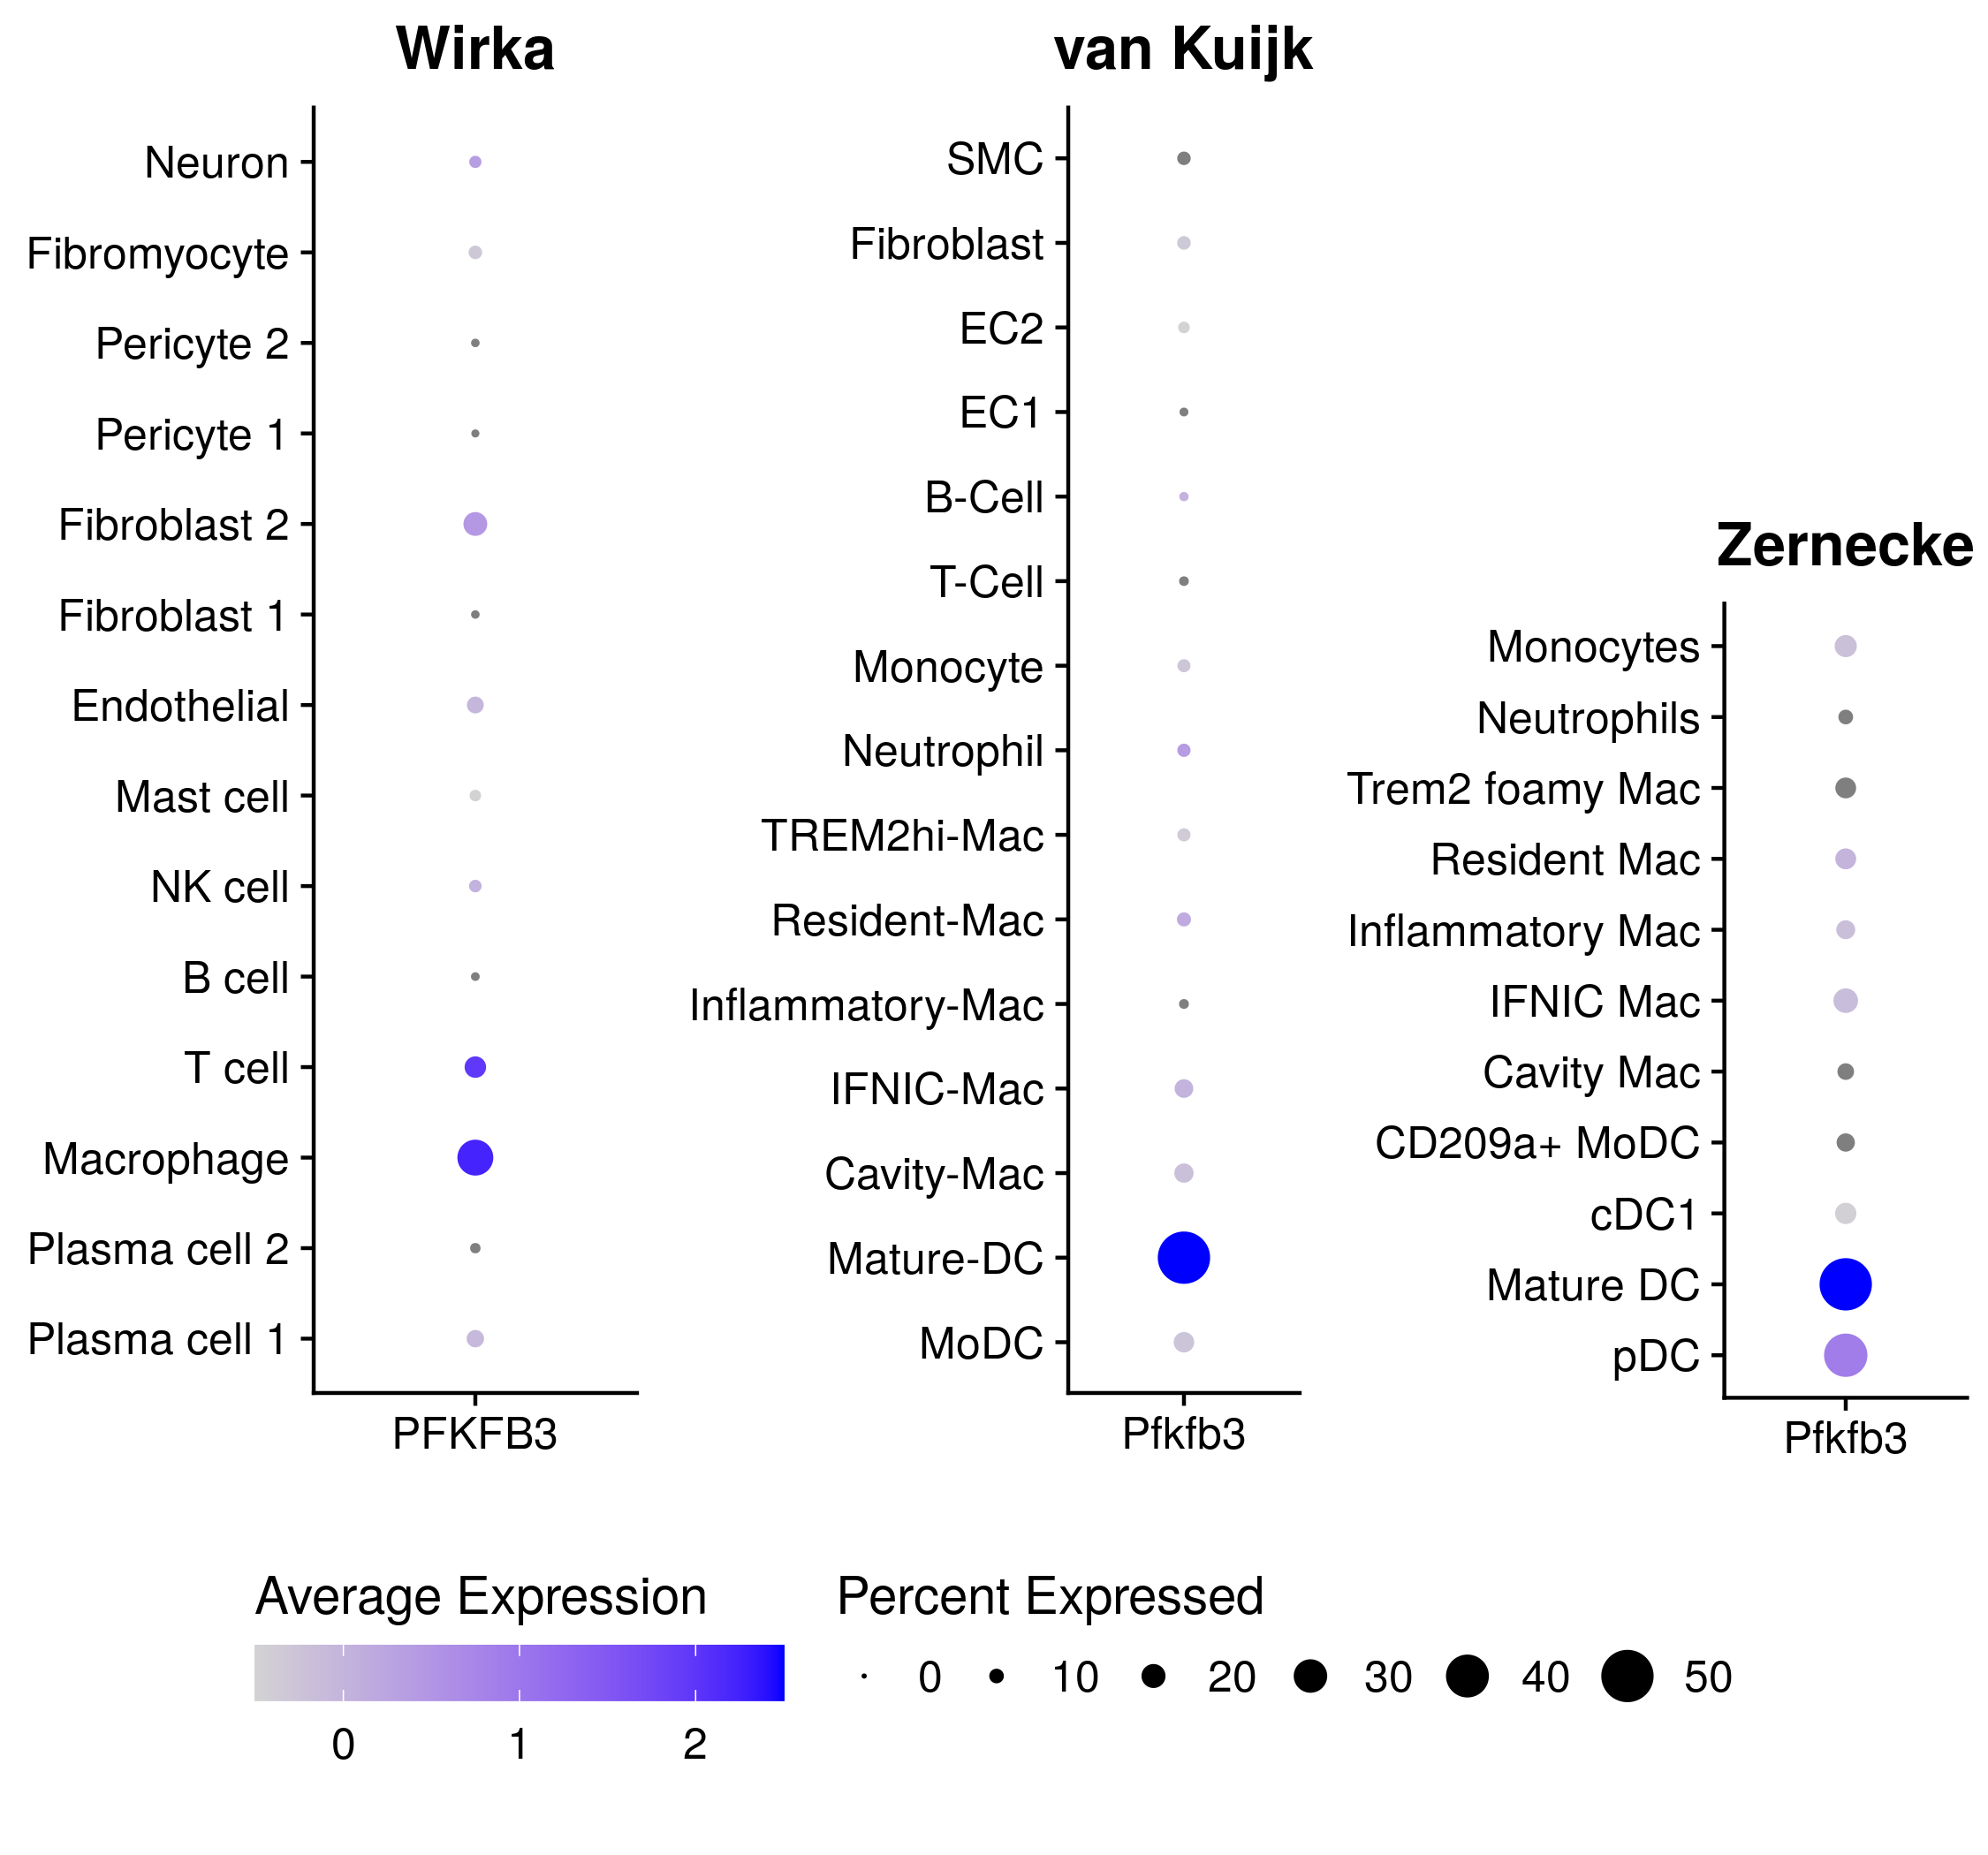 Wirka
Neuron
Fibromyocyte
Pericyte 2
Pericyte 1
Fibroblast 2
Fibroblast 1
Endothelial
Mast cell
NK cell
B cell
T cell
Macrophage
Plasma cell 2
Plasma cell 1
PFKFB3
van Kuijk
SMC
Fibroblast
EC2
EC1
B-Cell
T-Cell
Monocyte
Neutrophil
TREM2hi-Mac
Resident-Mac
Inflammatory-Mac
IFNIC-Mac
Cavity-Mac
Mature-DC
MoDC
Pfkfb3
Zernecke
Monocytes
Neutrophils
Trem2 foamy Mac
Resident Mac
Inflammatory Mac
IFNIC Mac
Cavity Mac
CD209a+ MoDC
cDC1
Mature DC
pDC
Pfkfb3
Average Expression
0 1 2
Percent Expressed
0 10 20 30 40 50